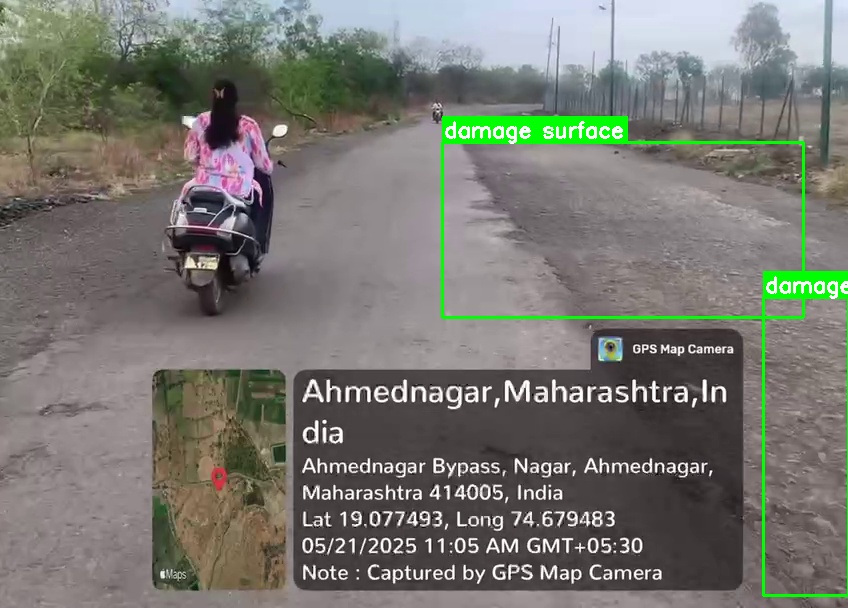 damage surface
damage
GPS Map Camera
Ahmednagar,Maharashtra,In
dia
Ahmednagar Bypass, Nagar, Ahmednagar,
Maharashtra 414005, India
Lat 19.077493, Long 74.679483
05/21/2025 11:05 AM GMT+05:30
Note : Captured by GPS Map Camera
Maps